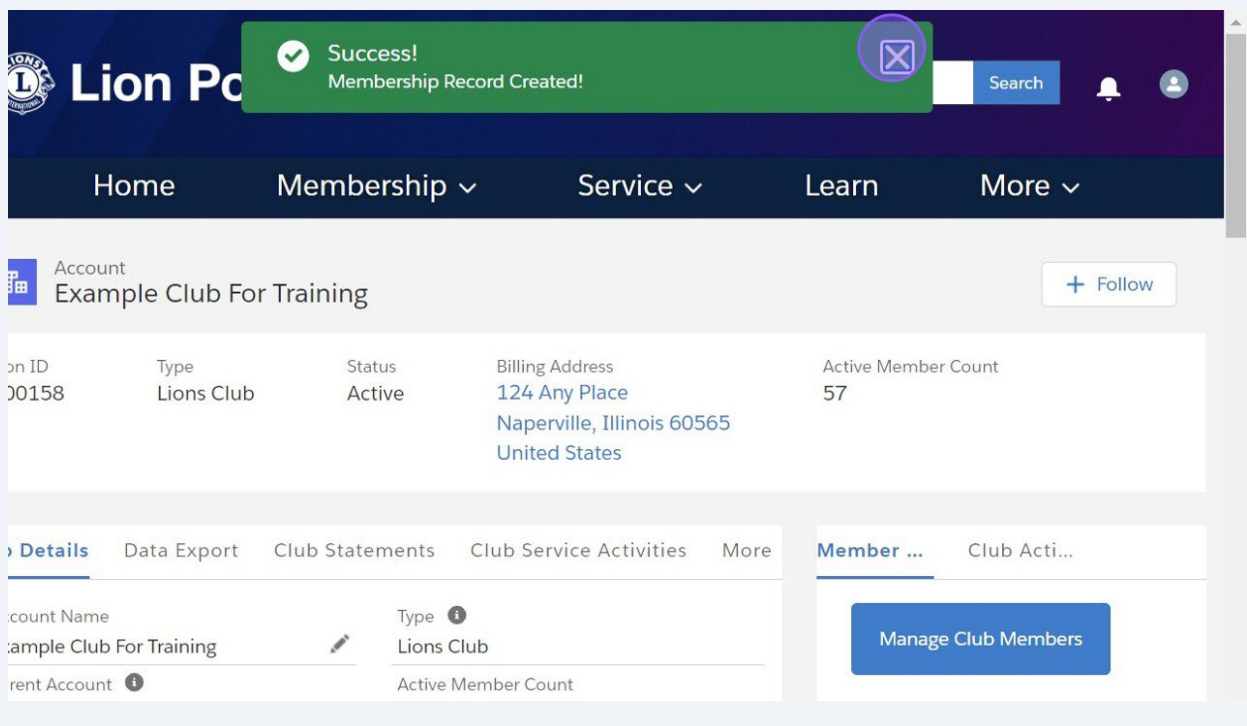 Success!
Membership Record Created!
LIONS
L
INTERNATIONAL
Lion Po
Search
Home Membership Service Learn More
Account
Example Club For Training
+ Follow
on ID Type Status Billing Address Active Member Count
00158 Lions Club Active 124 Any Place 57
Naperville, Illinois 60565
United States
Details Data Export Club Statements Club Service Activities More Member ... Club Acti...
count Name Type
ample Club For Training Lions Club
Manage Club Members
rent Account Active Member Count